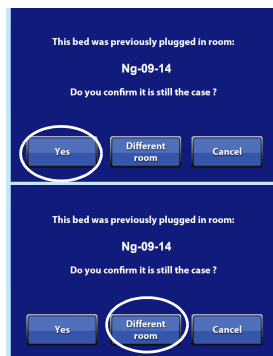 This bed was previously plugged in room:
Ng-09-14
Do you confirm it is still the case ?
Yes
Different
room
Cancel
This bed was previously plugged in room:
Ng-09-14
Do you confirm it is still the case ?
Yes
Different
room
Cancel